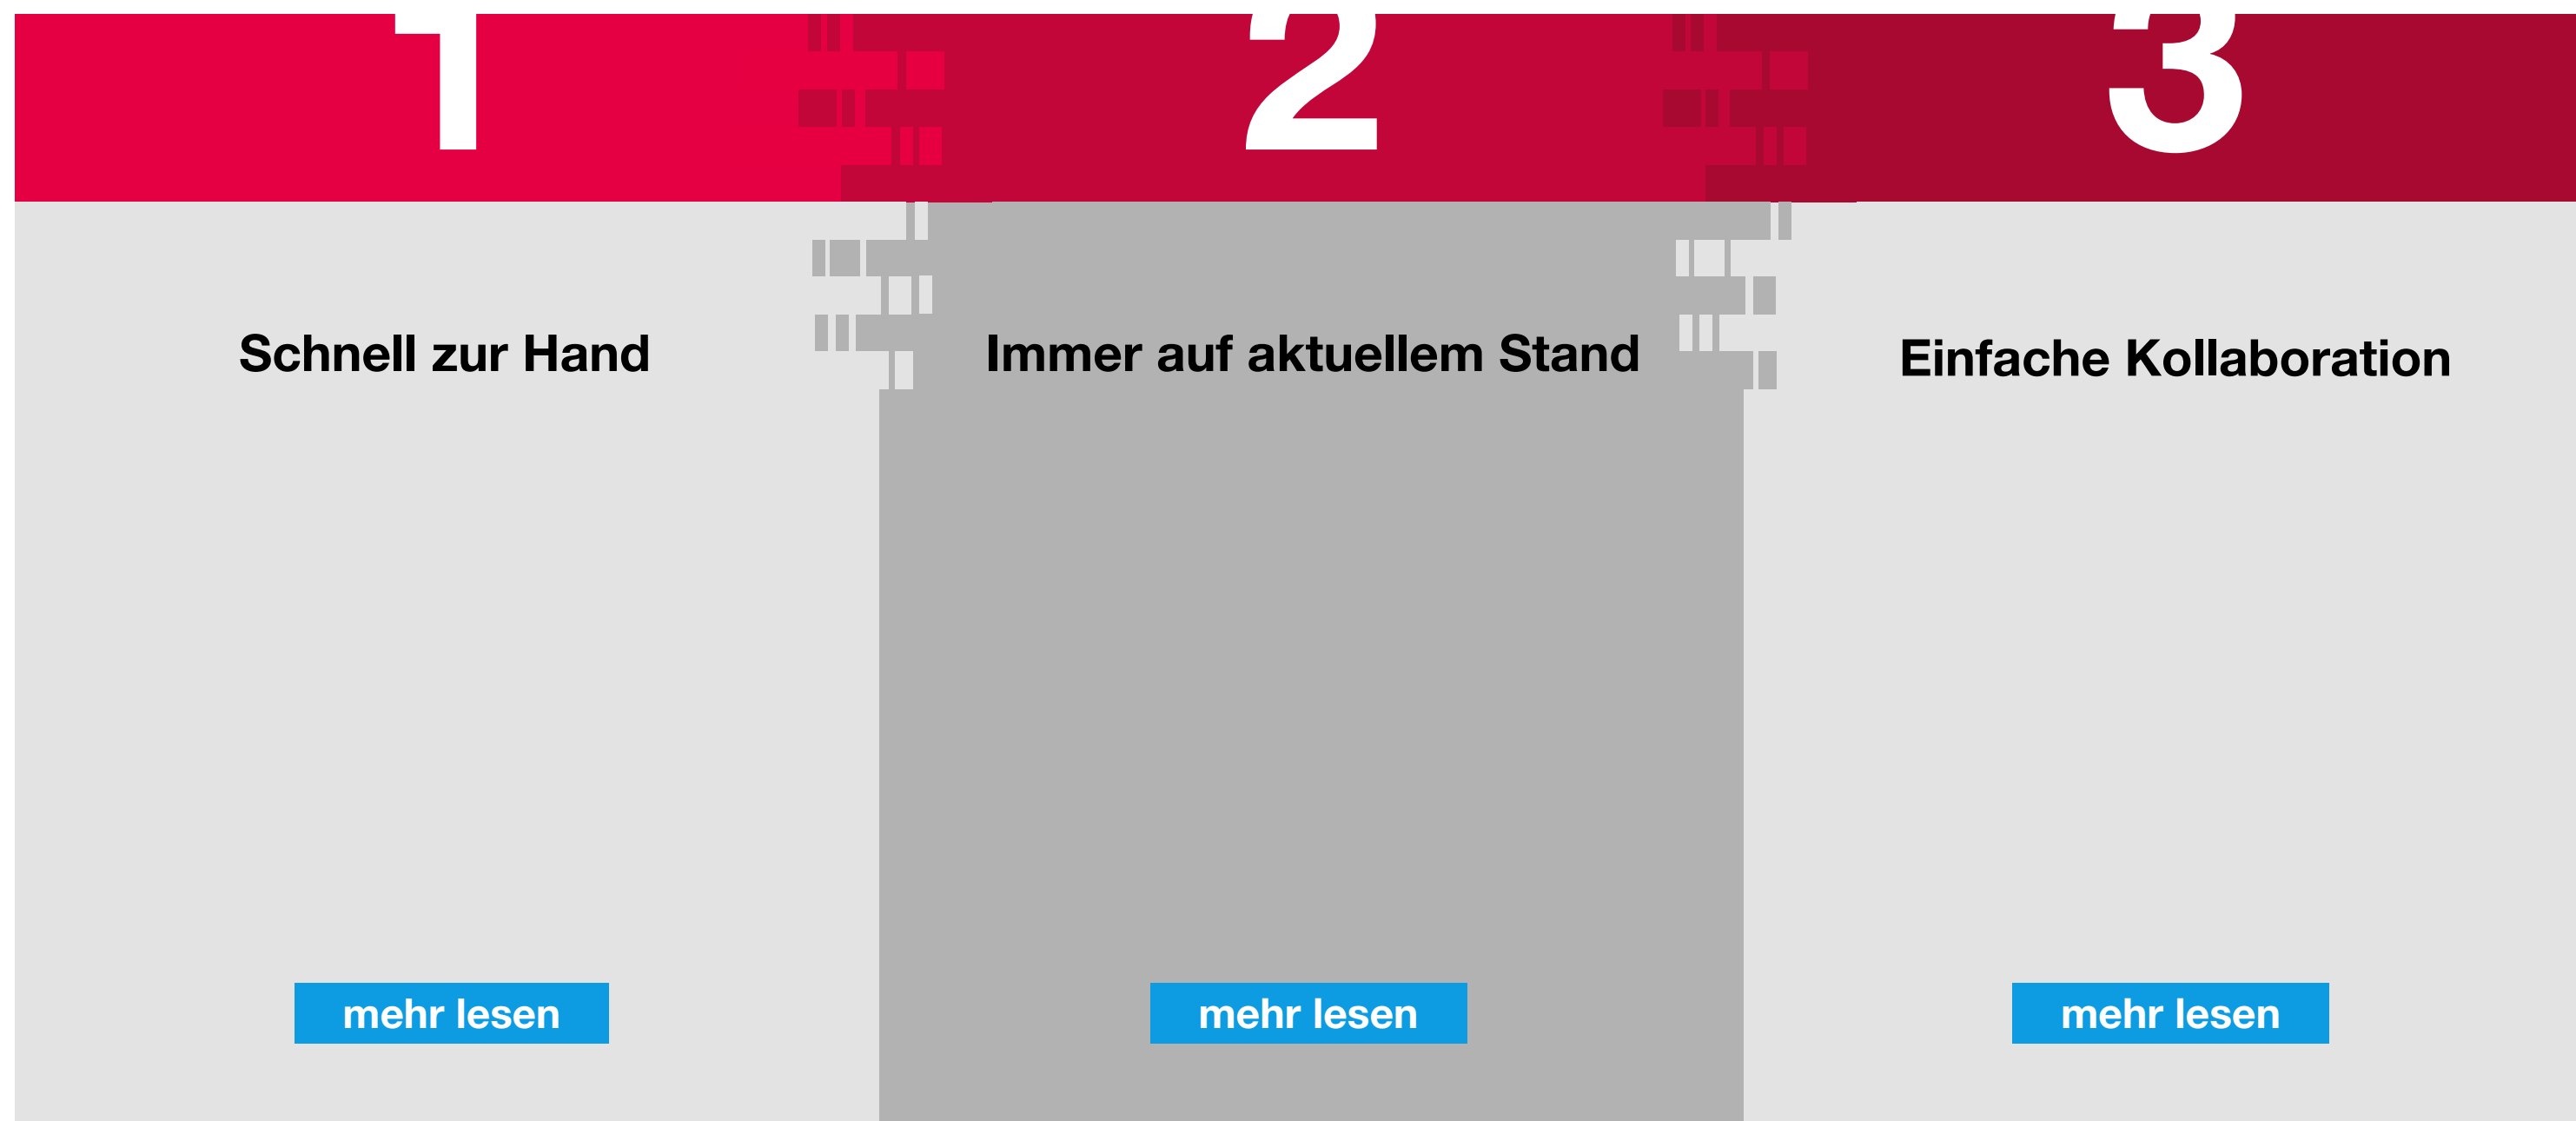 1
2
3
Schnell zur Hand
Immer auf aktuellem Stand
Einfache Kollaboration
mehr lesen
mehr lesen
mehr lesen